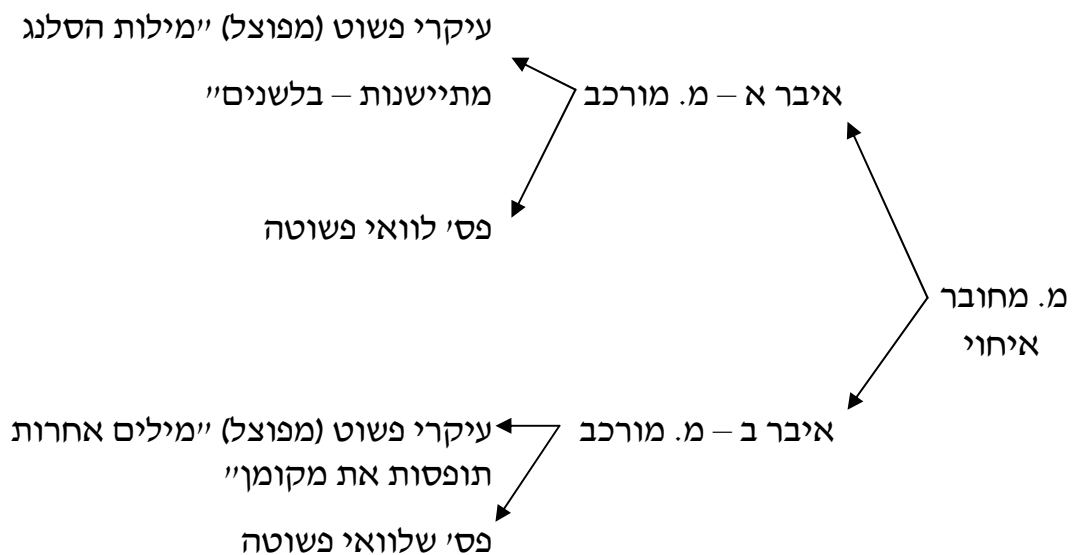 מ. מחובר
איחוי
איבר א – מ. מורכב
עיקרי פשוט (מפוצל) "מילות הסלנג
מתיישנות – בלשנים"
פס' לוואי פשוטה
איבר ב – מ. מורכב
עיקרי פשוט (מפוצל) "מילים אחרות
תופסות את מקומן"
פס' שלוואי פשוטה